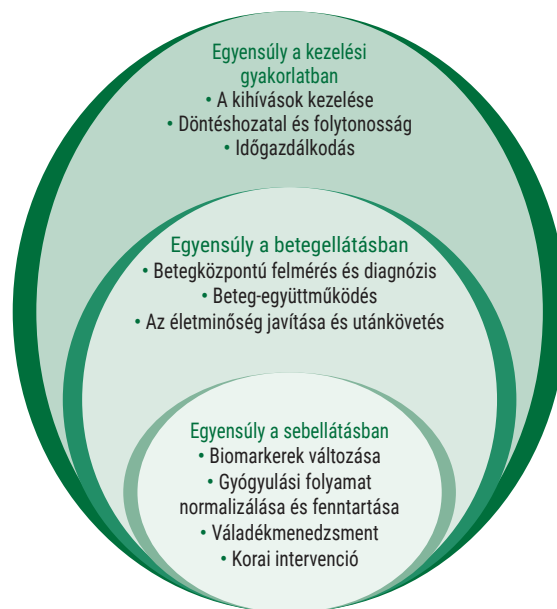 Egyensúly a kezelési
gyakorlatban
• A kihívások kezelése
• Döntéshozatal és folytonosság
• Időgazdálkodás
Egyensúly a betegellátásban
• Betegközpontú felmérés és diagnózis
• Beteg-együttműködés
• Az életminőség javítása és utánkövetés
Egyensúly a sebellátásban
• Biomarkerek változása
• Gyógyulási folyamat
normalizálása és fenntartása
• Váladékmenedzsment
• Korai intervenció